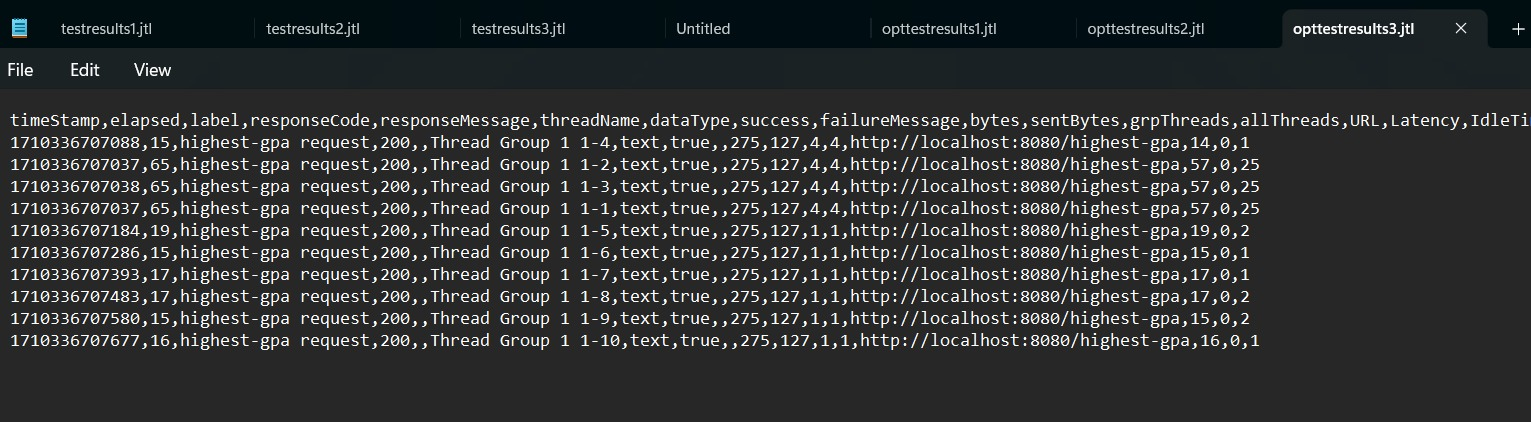 testresults1.jtl testresults2.jtl testresults3.jtl Untitled opttestresults1.jtl opttestresults2.jtl opttestresults3.jtl
File Edit View
timeStamp,elapsed,label,responseCode,responseMessage,threadName,dataType,success,failureMessage,bytes,sentBytes,grpThreads,allThreads,URL,Latency,IdleTi
1710336707088,15,highest-gpa request,200,,Thread Group 1 1-4,text,true,,275,127,4,4,http://localhost:8080/highest-gpa,14,0,1
1710336707037,65,highest-gpa request,200,,Thread Group 1 1-2,text,true,,275,127,4,4,http://localhost:8080/highest-gpa,57,0,25
1710336707038,65,highest-gpa request,200,,Thread Group 1 1-3,text,true,,275,127,4,4,http://localhost:8080/highest-gpa,57,0,25
1710336707037,65,highest-gpa request,200,,Thread Group 1 1-1,text,true,,275,127,4,4,http://localhost:8080/highest-gpa,57,0,25
1710336707184,19,highest-gpa request,200,,Thread Group 1 1-5,text,true,,275,127,1,1,http://localhost:8080/highest-gpa,19,0,2
1710336707286,15,highest-gpa request,200,,Thread Group 1 1-6,text,true,,275,127,1,1,http://localhost:8080/highest-gpa,15,0,1
1710336707393,17,highest-gpa request,200,,Thread Group 1 1-7,text,true,,275,127,1,1,http://localhost:8080/highest-gpa,17,0,1
1710336707483,17,highest-gpa request,200,,Thread Group 1 1-8,text,true,,275,127,1,1,http://localhost:8080/highest-gpa,17,0,2
1710336707580,15,highest-gpa request,200,,Thread Group 1 1-9,text,true,,275,127,1,1,http://localhost:8080/highest-gpa,15,0,2
1710336707677,16,highest-gpa request,200,,Thread Group 1 1-10,text,true,,275,127,1,1,http://localhost:8080/highest-gpa,16,0,1